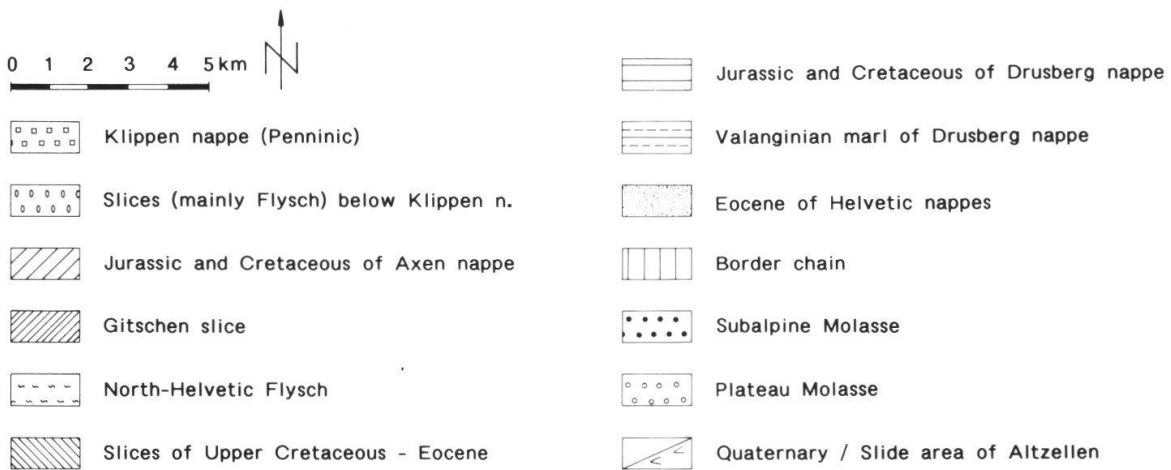 N
0 1 2 3 4 5 km
Klippen nappe (Penninic)
Slices (mainly Flysch) below Klippen n.
Jurassic and Cretaceous of Axen nappe
Gitschen slice
North-Helvetic Flysch
Slices of Upper Cretaceous - Eocene
Jurassic and Cretaceous of Drusberg nappe
Valanginian marl of Drusberg nappe
Eocene of Helvetic nappes
Border chain
Subalpine Molasse
Plateau Molasse
Quaternary / Slide area of Altzellen